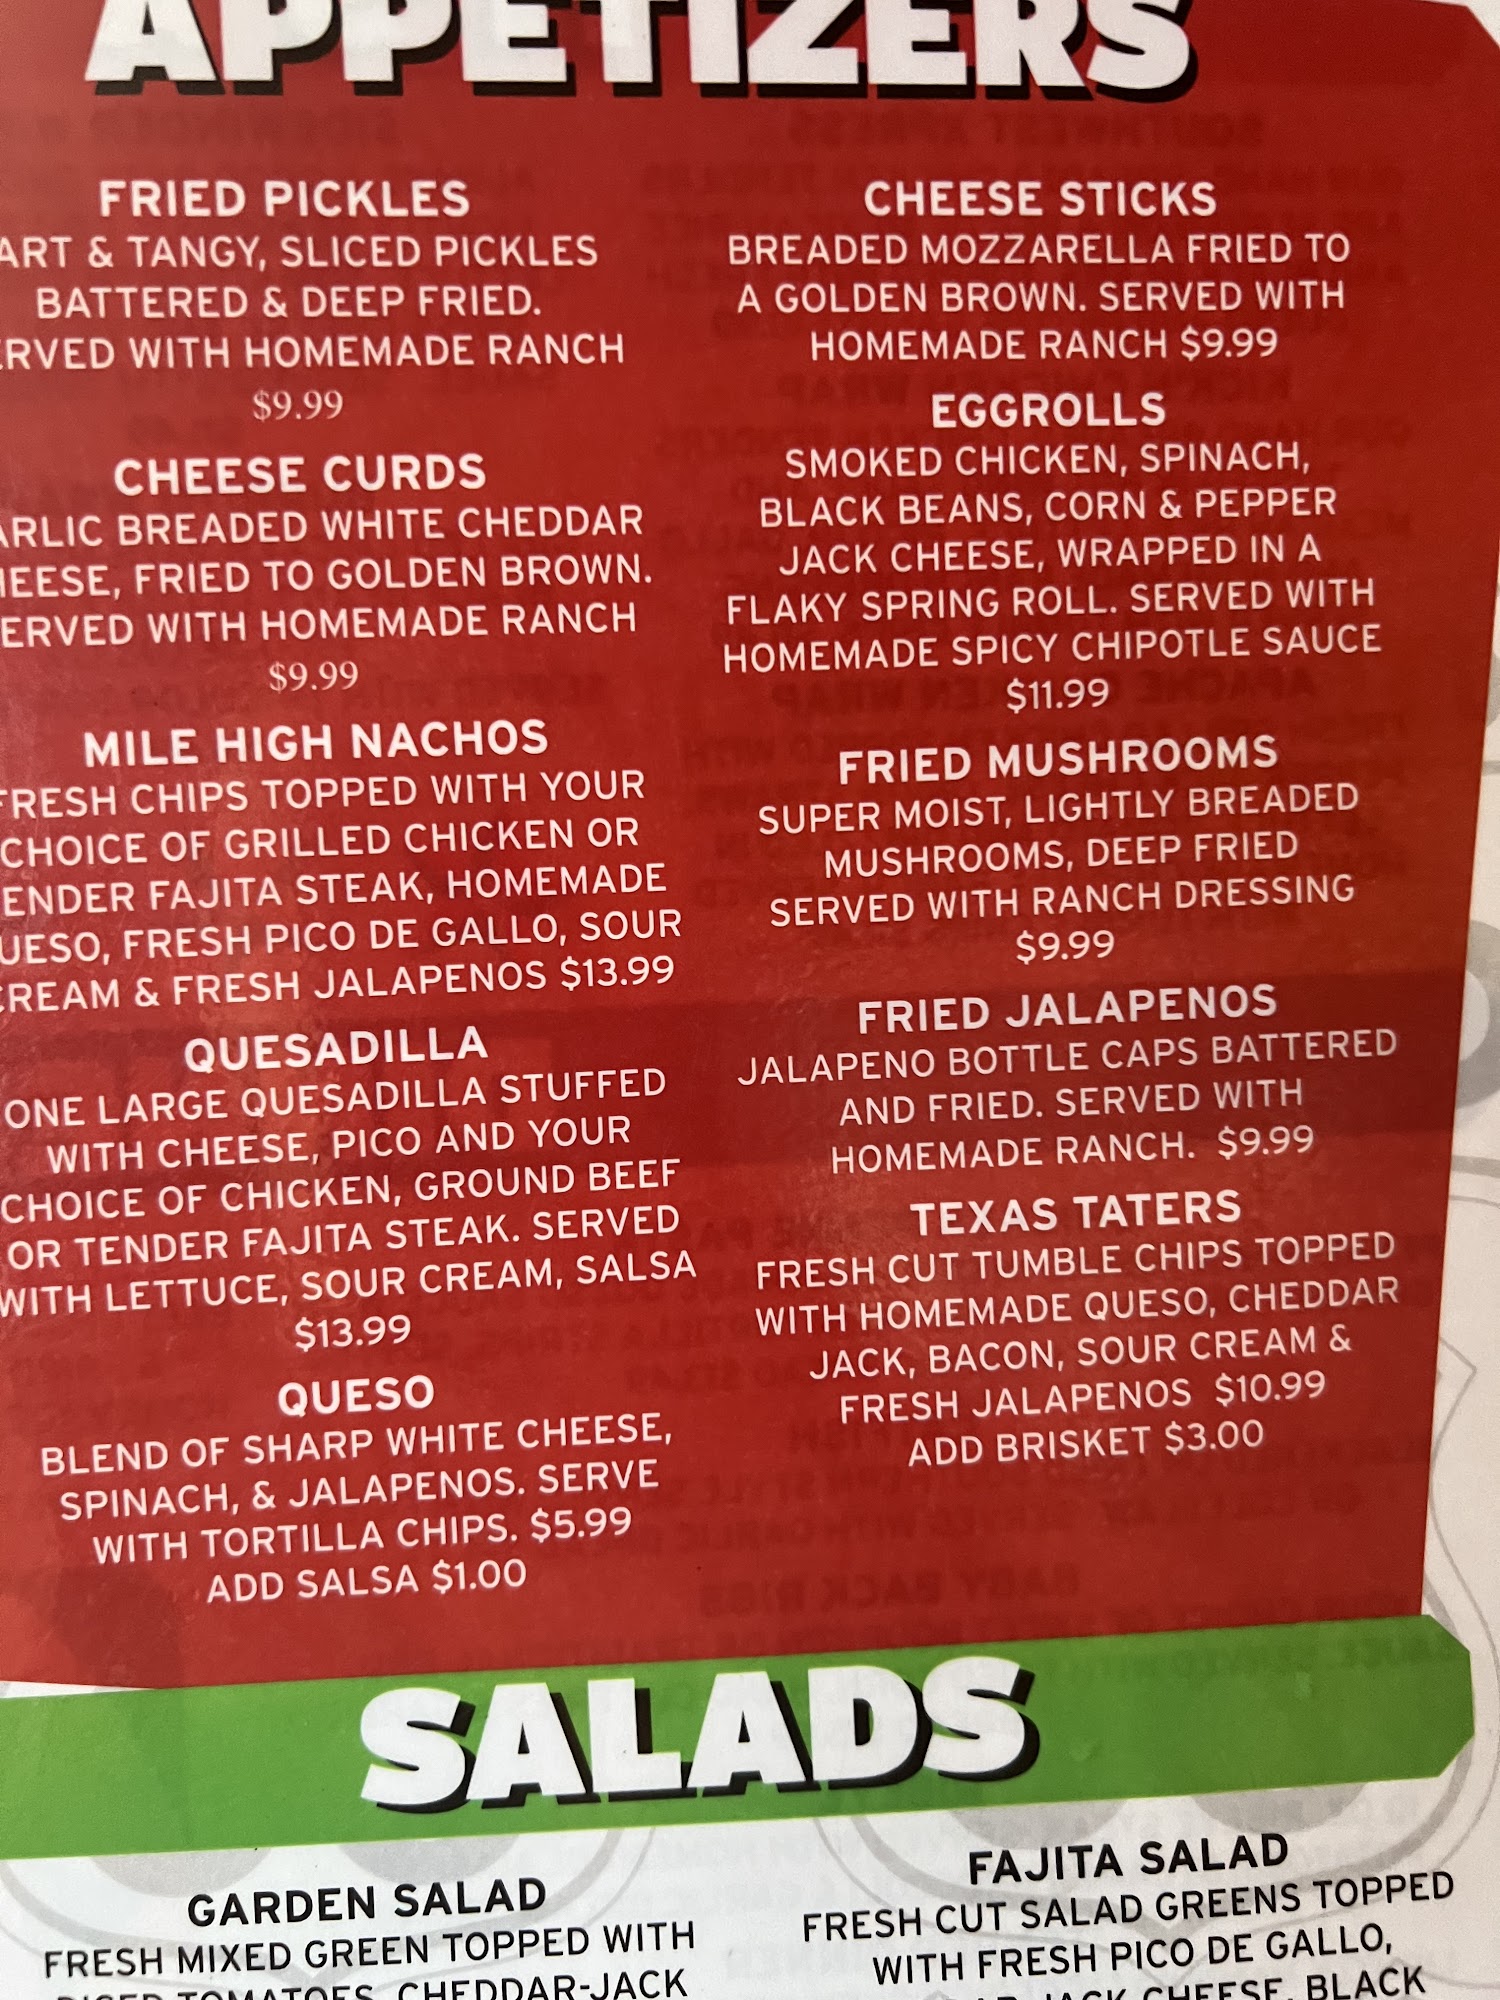 APPETIZERS
FRIED PICKLES
ART & TANGY, SLICED PICKLES
BATTERED & DEEP FRIED.
RVED WITH HOMEMADE RANCH
$9.99
CHEESE CURDS
ARLIC BREADED WHITE CHEDDAR
HEESE, FRIED TO GOLDEN BROWN.
ERVED WITH HOMEMADE RANCH
$9.99
MILE HIGH NACHOS
FRESH CHIPS TOPPED WITH YOUR
CHOICE OF GRILLED CHICKEN OR
ENDER FAJITA STEAK, HOMEMADE
UESO, FRESH PICO DE GALLO, SOUR
CREAM & FRESH JALAPENOS $13.99
QUESADILLA
ONE LARGE QUESADILLA STUFFED
WITH CHEESE, PICO AND YOUR
CHOICE OF CHICKEN, GROUND BEEF
OR TENDER FAJITA STEAK. SERVED
WITH LETTUCE, SOUR CREAM, SALSA
$13.99
QUESO
BLEND OF SHARP WHITE CHEESE,
SPINACH, & JALAPENOS. SERVE
WITH TORTILLA CHIPS. $5.99
ADD SALSA $1.00
CHEESE STICKS
BREADED MOZZARELLA FRIED TO
A GOLDEN BROWN. SERVED WITH
HOMEMADE RANCH $9.99
EGGROLLS
SMOKED CHICKEN, SPINACH,
BLACK BEANS, CORN & PEPPER
JACK CHEESE, WRAPPED IN A
FLAKY SPRING ROLL. SERVED WITH
HOMEMADE SPICY CHIPOTLE SAUCE
$11.99
FRIED MUSHROOMS
SUPER MOIST, LIGHTLY BREADED
MUSHROOMS, DEEP FRIED
SERVED WITH RANCH DRESSING
$9.99
FRIED JALAPENOS
JALAPENO BOTTLE CAPS BATTERED
AND FRIED. SERVED WITH
HOMEMADE RANCH. $9.99
TEXAS TATERS
FRESH CUT TUMBLE CHIPS TOPPED
WITH HOMEMADE QUESO, CHEDDAR
JACK, BACON, SOUR CREAM &
FRESH JALAPENOS $10.99
ADD BRISKET $3.00
SALADS
GARDEN SALAD
FRESH MIXED GREEN TOPPED WITH
DICED TOMATOES, CHEDDAR-JACK
FAJITA SALAD
FRESH CUT SALAD GREENS TOPPED
WITH FRESH PICO DE GALLO,
JACK CHEESE, BLACK